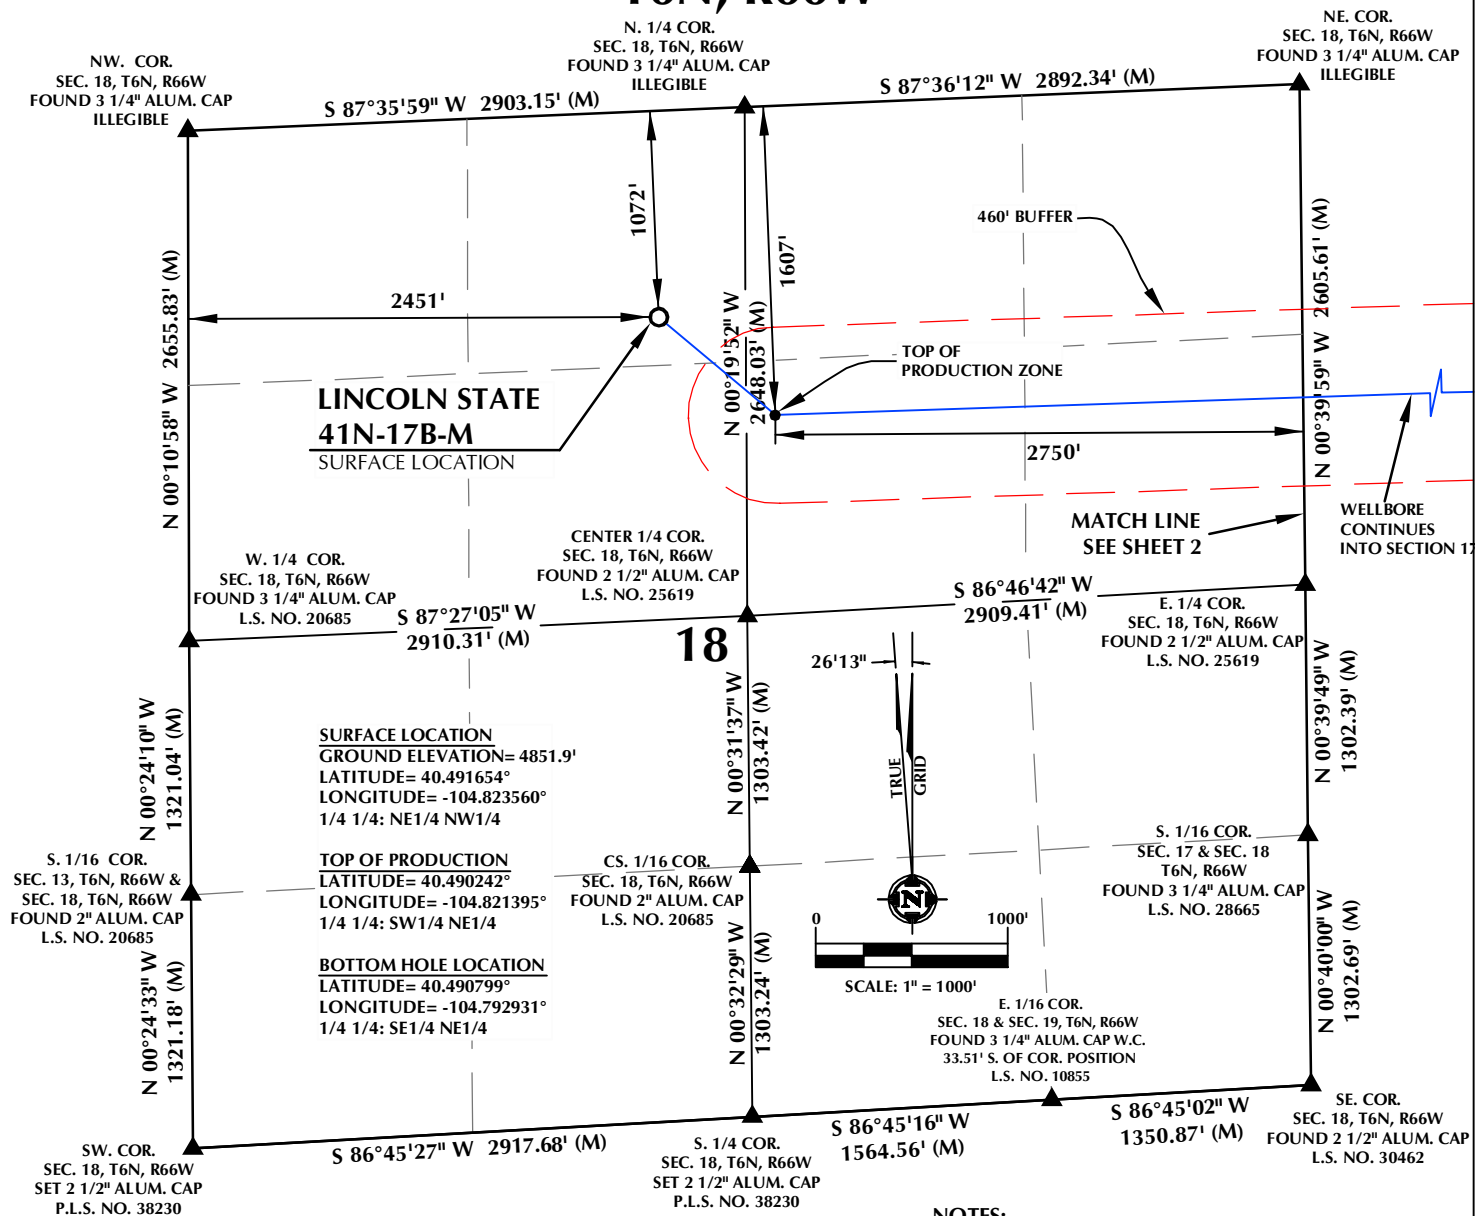 T6N, R66W
N. 1/4 COR.
SEC. 18, T6N, R66W
FOUND 3 1/4" ALUM. CAP
ILLEGIBLE
NE. COR.
SEC. 18, T6N, R66W
FOUND 3 1/4" ALUM. CAP
ILLEGIBLE
NW. COR.
SEC. 18, T6N, R66W
FOUND 3 1/4" ALUM. CAP
ILLEGIBLE
S 87°35'59" W 2903.15' (M)
S 87°36'12" W 2892.34' (M)
1072'
1607'
460' BUFFER
2451'
N 00°10'58" W 2655.83' (M)
N 00°19'52" W
2648.03' (M)
N 00°39'59" W 2605.61' (M)
TOP OF
PRODUCTION ZONE
LINCOLN STATE
41N-17B-M
SURFACE LOCATION
2750'
MATCH LINE
SEE SHEET 2
WELLBORE
CONTINUES
INTO SECTION 17
W. 1/4 COR.
SEC. 18, T6N, R66W
FOUND 3 1/4" ALUM. CAP
L.S. NO. 20685
CENTER 1/4 COR.
SEC. 18, T6N, R66W
FOUND 2 1/2" ALUM. CAP
L.S. NO. 25619
S 87°27'05" W
2910.31' (M)
S 86°46'42" W
2909.41' (M)
E. 1/4 COR.
SEC. 18, T6N, R66W
FOUND 2 1/2" ALUM. CAP
L.S. NO. 25619
18
26'13"
TRUE
GRID
N
N 00°24'10" W
1321.04' (M)
N 00°31'37" W
1303.42' (M)
N 00°39'49" W
1302.39' (M)
SURFACE LOCATION
GROUND ELEVATION= 4851.9'
LATITUDE= 40.491654°
LONGITUDE= -104.823560°
1/4 1/4: NE1/4 NW1/4
TOP OF PRODUCTION
LATITUDE= 40.490242°
LONGITUDE= -104.821395°
1/4 1/4: SW1/4 NE1/4
BOTTOM HOLE LOCATION
LATITUDE= 40.490799°
LONGITUDE= -104.792931°
1/4 1/4: SE1/4 NE1/4
S. 1/16 COR.
SEC. 13, T6N, R66W &
SEC. 18, T6N, R66W
FOUND 2" ALUM. CAP
L.S. NO. 20685
CS. 1/16 COR.
SEC. 18, T6N, R66W
FOUND 2" ALUM. CAP
L.S. NO. 20685
S. 1/16 COR.
SEC. 17 & SEC. 18
T6N, R66W
FOUND 3 1/4" ALUM. CAP
L.S. NO. 28665
0 1000'
SCALE: 1" = 1000'
N 00°24'33" W
1321.18' (M)
N 00°32'29" W
1303.24' (M)
N 00°40'00" W
1302.69' (M)
E. 1/16 COR.
SEC. 18 & SEC. 19, T6N, R66W
FOUND 3 1/4" ALUM. CAP W.C.
33.51' S. OF COR. POSITION
L.S. NO. 10855
S 86°45'27" W 2917.68' (M)
S 86°45'16" W
1564.56' (M)
S 86°45'02" W
1350.87' (M)
SW. COR.
SEC. 18, T6N, R66W
SET 2 1/2" ALUM. CAP
P.L.S. NO. 38230
S. 1/4 COR.
SEC. 18, T6N, R66W
SET 2 1/2" ALUM. CAP
P.L.S. NO. 38230
SE. COR.
SEC. 18, T6N, R66W
FOUND 2 1/2" ALUM. CAP
L.S. NO. 30462
NOTES: